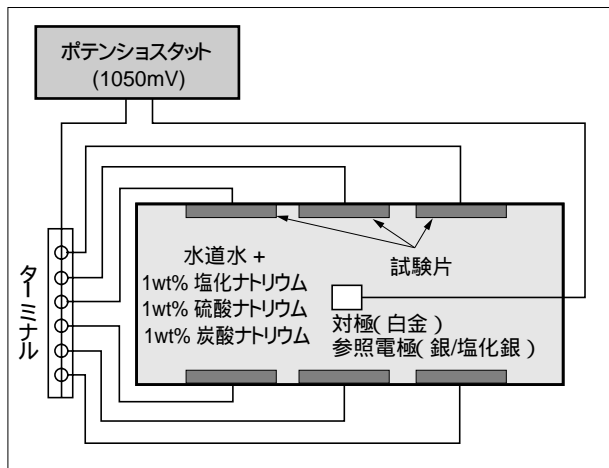 ポテンショスタット
(1050mV)
ターミナル
水道水 +
1wt% 塩化ナトリウム
1wt% 硫酸ナトリウム
1wt% 炭酸ナトリウム
試験片
対極( 白金 )
参照電極( 銀/塩化銀 )